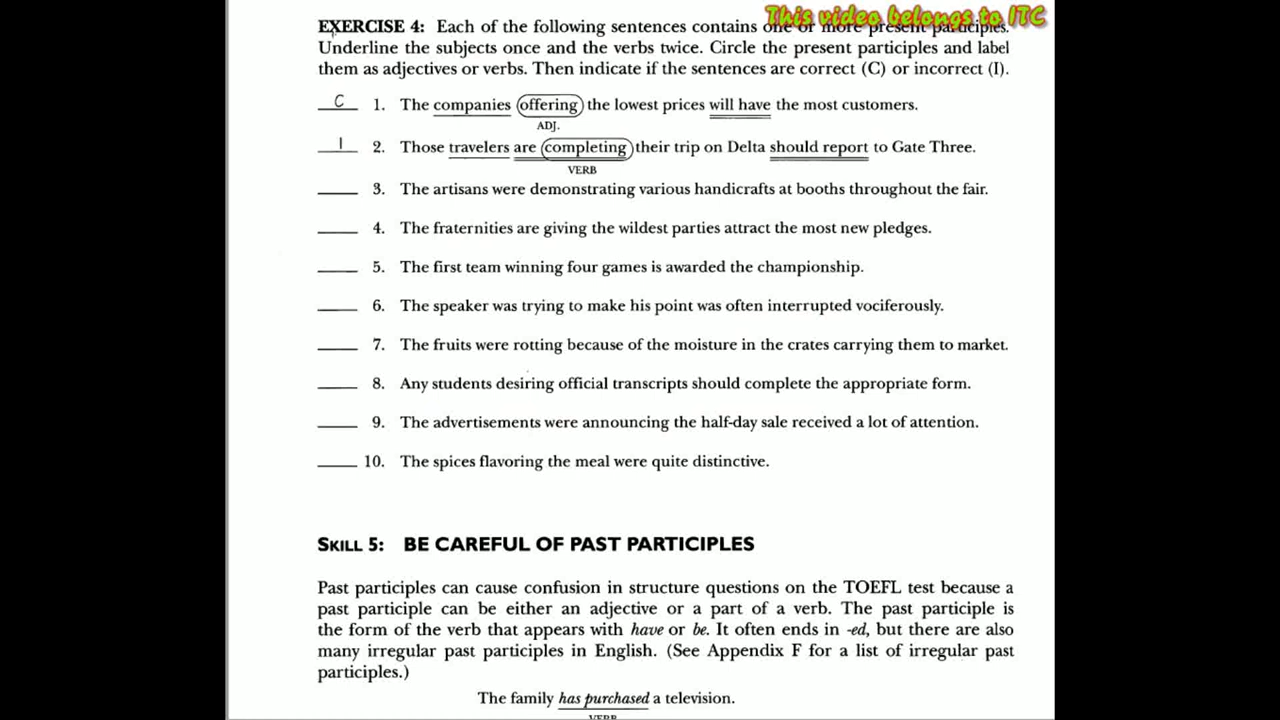 This video belongs to ITC
EXERCISE 4: Each of the following sentences contains one or more present participles.
Underline the subjects once and the verbs twice. Circle the present participles and label
them as adjectives or verbs. Then indicate if the sentences are correct (C) or incorrect (I).
C 1. The companies offering the lowest prices will have the most customers.
ADJ.
I 2. Those travelers are completing their trip on Delta should report to Gate Three.
VERB
3. The artisans were demonstrating various handicrafts at booths throughout the fair.
4. The fraternities are giving the wildest parties attract the most new pledges.
5. The first team winning four games is awarded the championship.
6. The speaker was trying to make his point was often interrupted vociferously.
7. The fruits were rotting because of the moisture in the crates carrying them to market.
8. Any students desiring official transcripts should complete the appropriate form.
9. The advertisements were announcing the half-day sale received a lot of attention.
10. The spices flavoring the meal were quite distinctive.
SKILL 5: BE CAREFUL OF PAST PARTICIPLES
Past participles can cause confusion in structure questions on the TOEFL test because a
past participle can be either an adjective or a part of a verb. The past participle is
the form of the verb that appears with have or be. It often ends in -ed, but there are also
many irregular past participles in English. (See Appendix F for a list of irregular past
participles.)
The family has purchased a television.
VERB